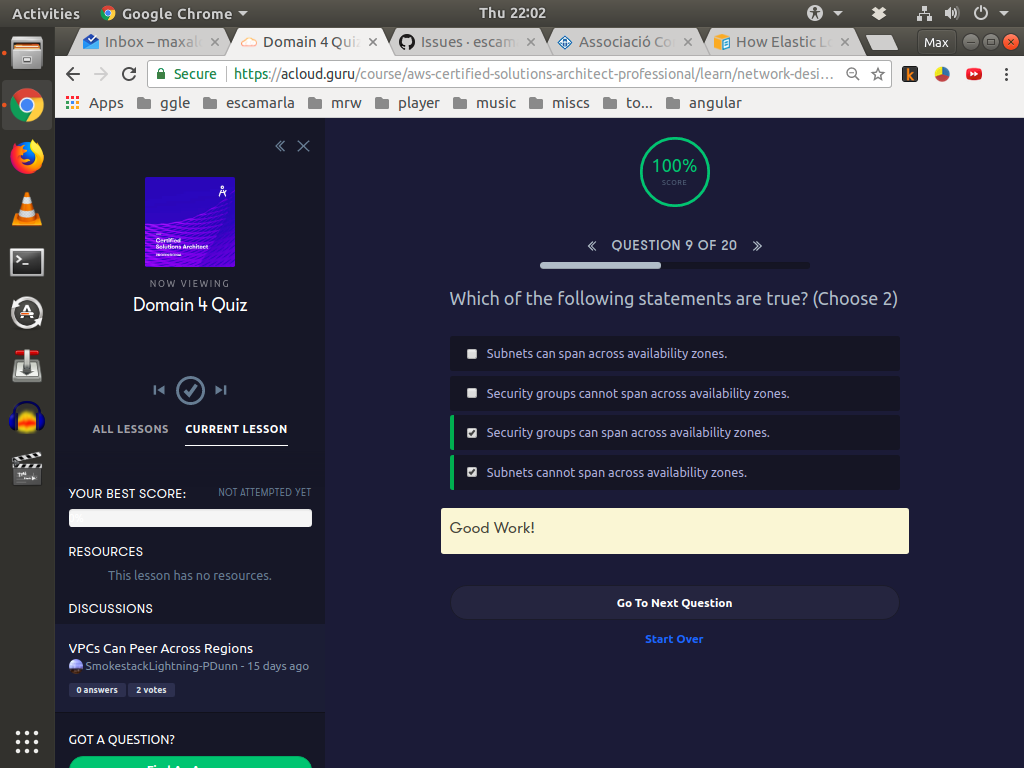 Activities Google Chrome Thu 22:02
Inbox – maxal Domain 4 Quiz Issues · escam Associació Co How Elastic Lo Max
Secure https://acloud.guru/course/aws-certified-solutions-architect-professional/learn/network-desi...
Apps ggle escamarla mrw player music miscs to... angular
100%
SCORE
Certified
Solutions Architect
NOW VIEWING
Domain 4 Quiz
ALL LESSONS CURRENT LESSON
YOUR BEST SCORE: NOT ATTEMPTED YET
RESOURCES
This lesson has no resources.
DISCUSSIONS
VPCs Can Peer Across Regions
SmokestackLightning-PDunn - 15 days ago
0 answers 2 votes
GOT A QUESTION?
QUESTION 9 OF 20
Which of the following statements are true? (Choose 2)
Subnets can span across availability zones.
Security groups cannot span across availability zones.
Security groups can span across availability zones.
Subnets cannot span across availability zones.
Good Work!
Go To Next Question
Start Over